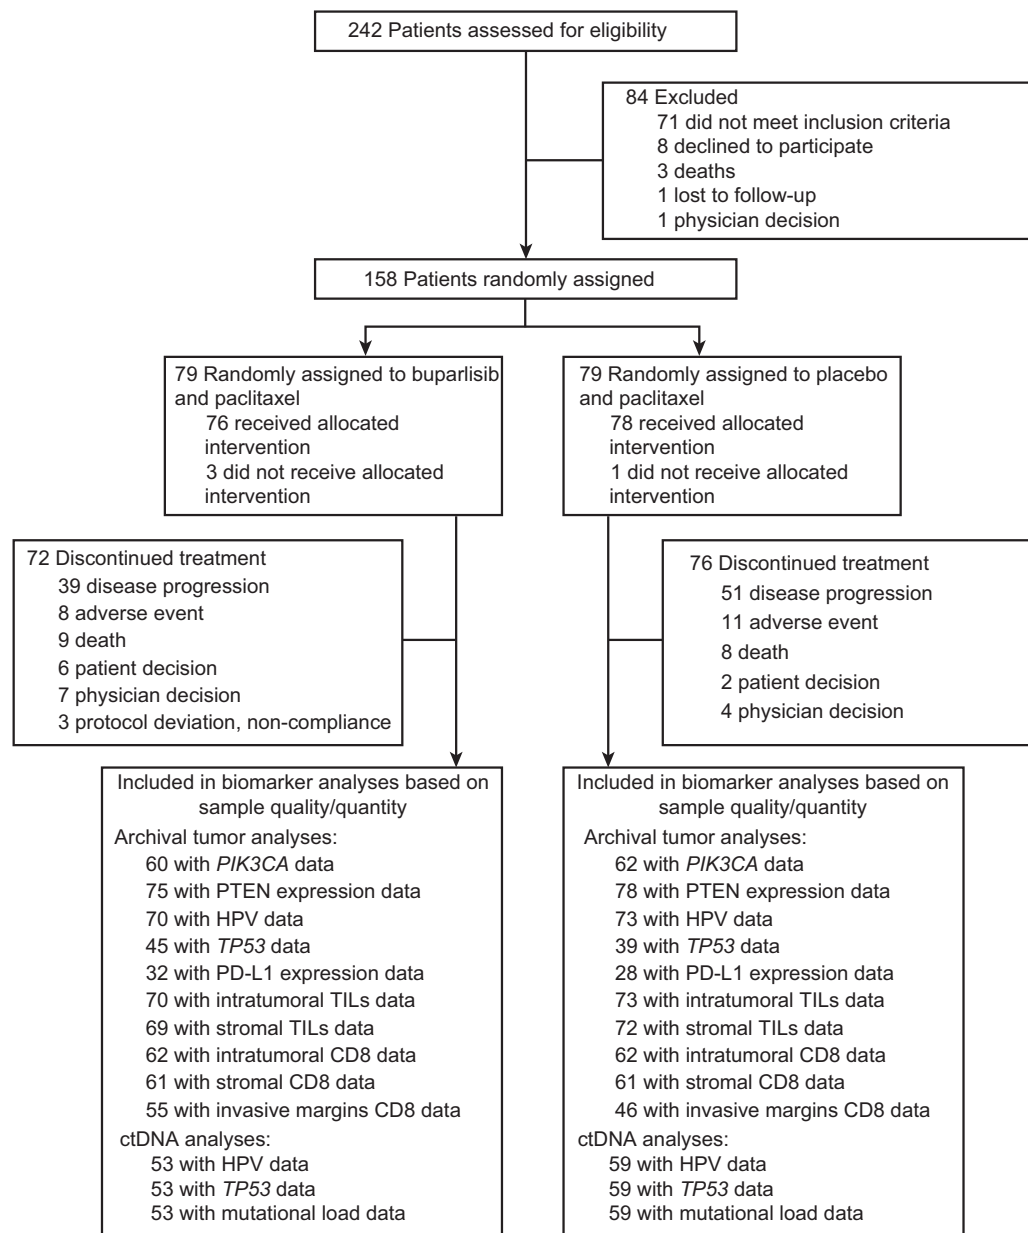 242 Patients assessed for eligibility
84 Excluded
71 did not meet inclusion criteria
8 declined to participate
3 deaths
1 lost to follow-up
1 physician decision
158 Patients randomly assigned
79 Randomly assigned to buparlisib
and paclitaxel
76 received allocated
intervention
3 did not receive allocated
intervention
79 Randomly assigned to placebo
and paclitaxel
78 received allocated
intervention
1 did not receive allocated
intervention
72 Discontinued treatment
39 disease progression
8 adverse event
9 death
6 patient decision
7 physician decision
3 protocol deviation, non-compliance
76 Discontinued treatment
51 disease progression
11 adverse event
8 death
2 patient decision
4 physician decision
Included in biomarker analyses based on
sample quality/quantity
Archival tumor analyses:
60 with PIK3CA data
75 with PTEN expression data
70 with HPV data
45 with TP53 data
32 with PD-L1 expression data
70 with intratumoral TILs data
69 with stromal TILs data
62 with intratumoral CD8 data
61 with stromal CD8 data
55 with invasive margins CD8 data
ctDNA analyses:
53 with HPV data
53 with TP53 data
53 with mutational load data
Included in biomarker analyses based on
sample quality/quantity
Archival tumor analyses:
62 with PIK3CA data
78 with PTEN expression data
73 with HPV data
39 with TP53 data
28 with PD-L1 expression data
73 with intratumoral TILs data
72 with stromal TILs data
62 with intratumoral CD8 data
61 with stromal CD8 data
46 with invasive margins CD8 data
ctDNA analyses:
59 with HPV data
59 with TP53 data
59 with mutational load data